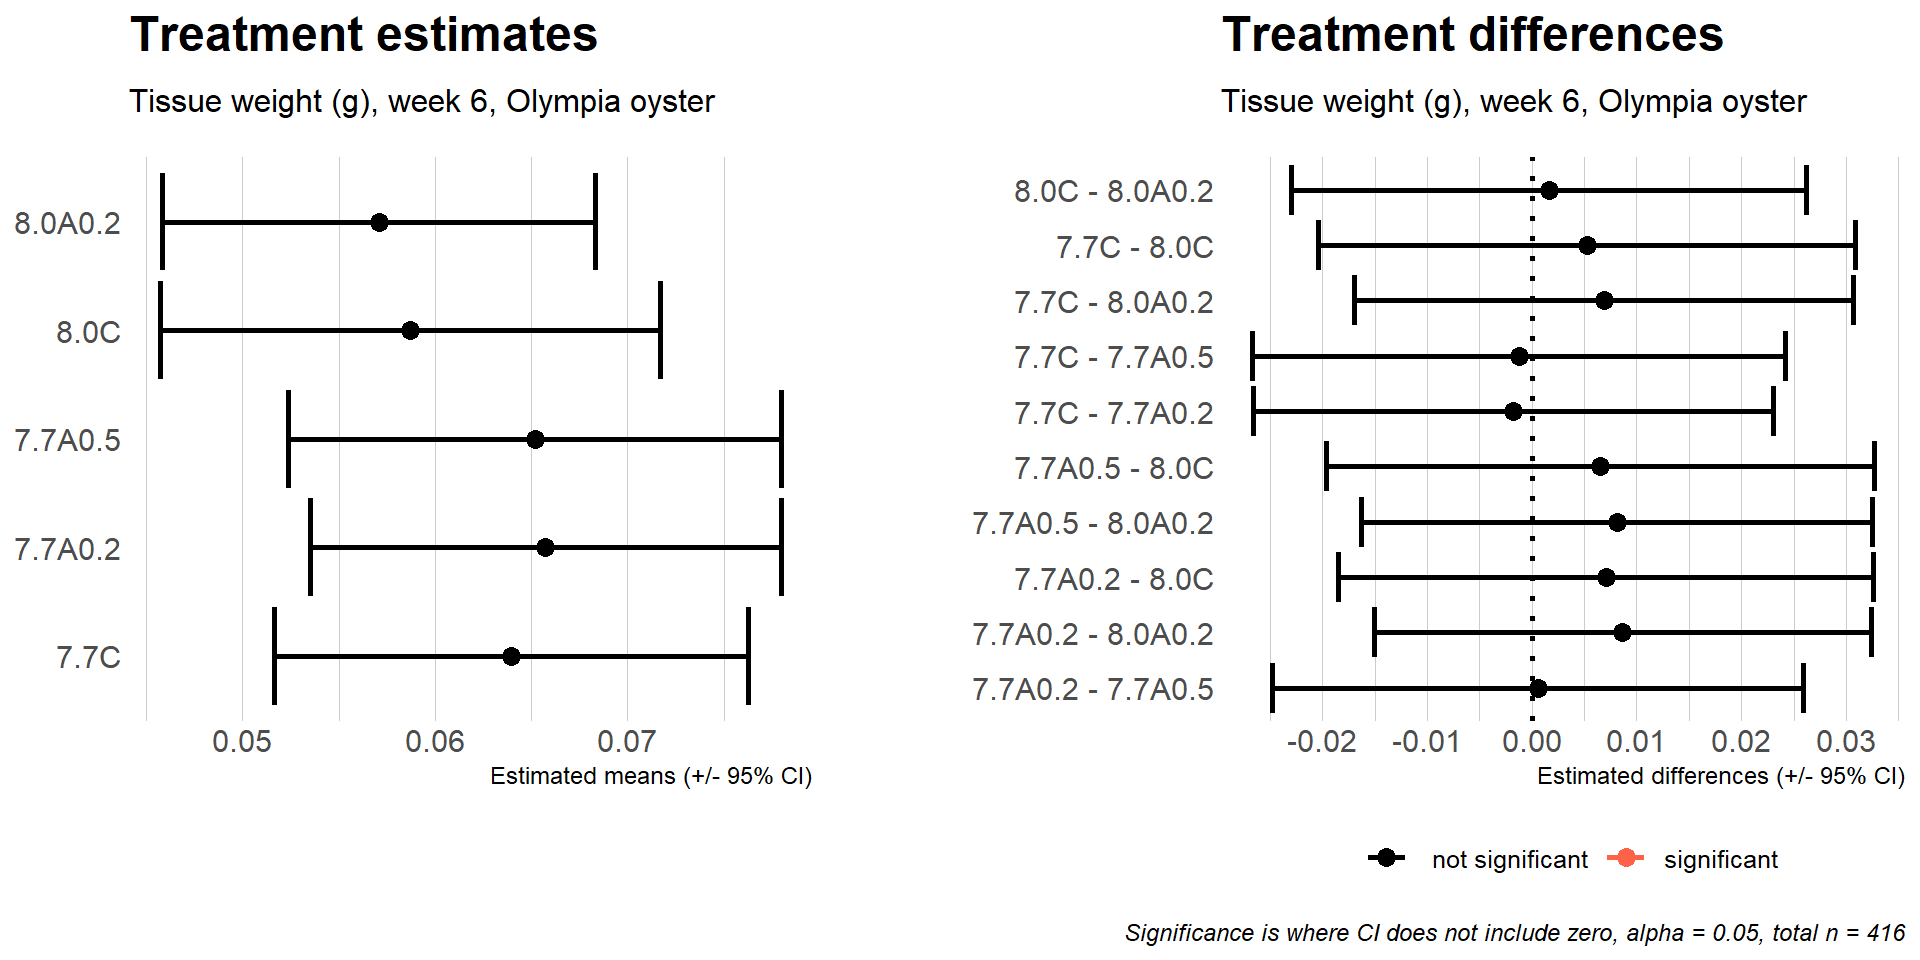 Treatment estimates
Tissue weight (g), week 6, Olympia oyster
8.0A0.2
8.0C
7.7A0.5
7.7A0.2
7.7C
0.05 0.06 0.07
Estimated means (+/- 95% CI)
Treatment differences
Tissue weight (g), week 6, Olympia oyster
8.0C - 8.0A0.2
7.7C - 8.0C
7.7C - 8.0A0.2
7.7C - 7.7A0.5
7.7C - 7.7A0.2
7.7A0.5 - 8.0C
7.7A0.5 - 8.0A0.2
7.7A0.2 - 8.0C
7.7A0.2 - 8.0A0.2
7.7A0.2 - 7.7A0.5
-0.02 -0.01 0.00 0.01 0.02 0.03
Estimated differences (+/- 95% CI)
not significant significant
Significance is where CI does not include zero, alpha = 0.05, total n = 416